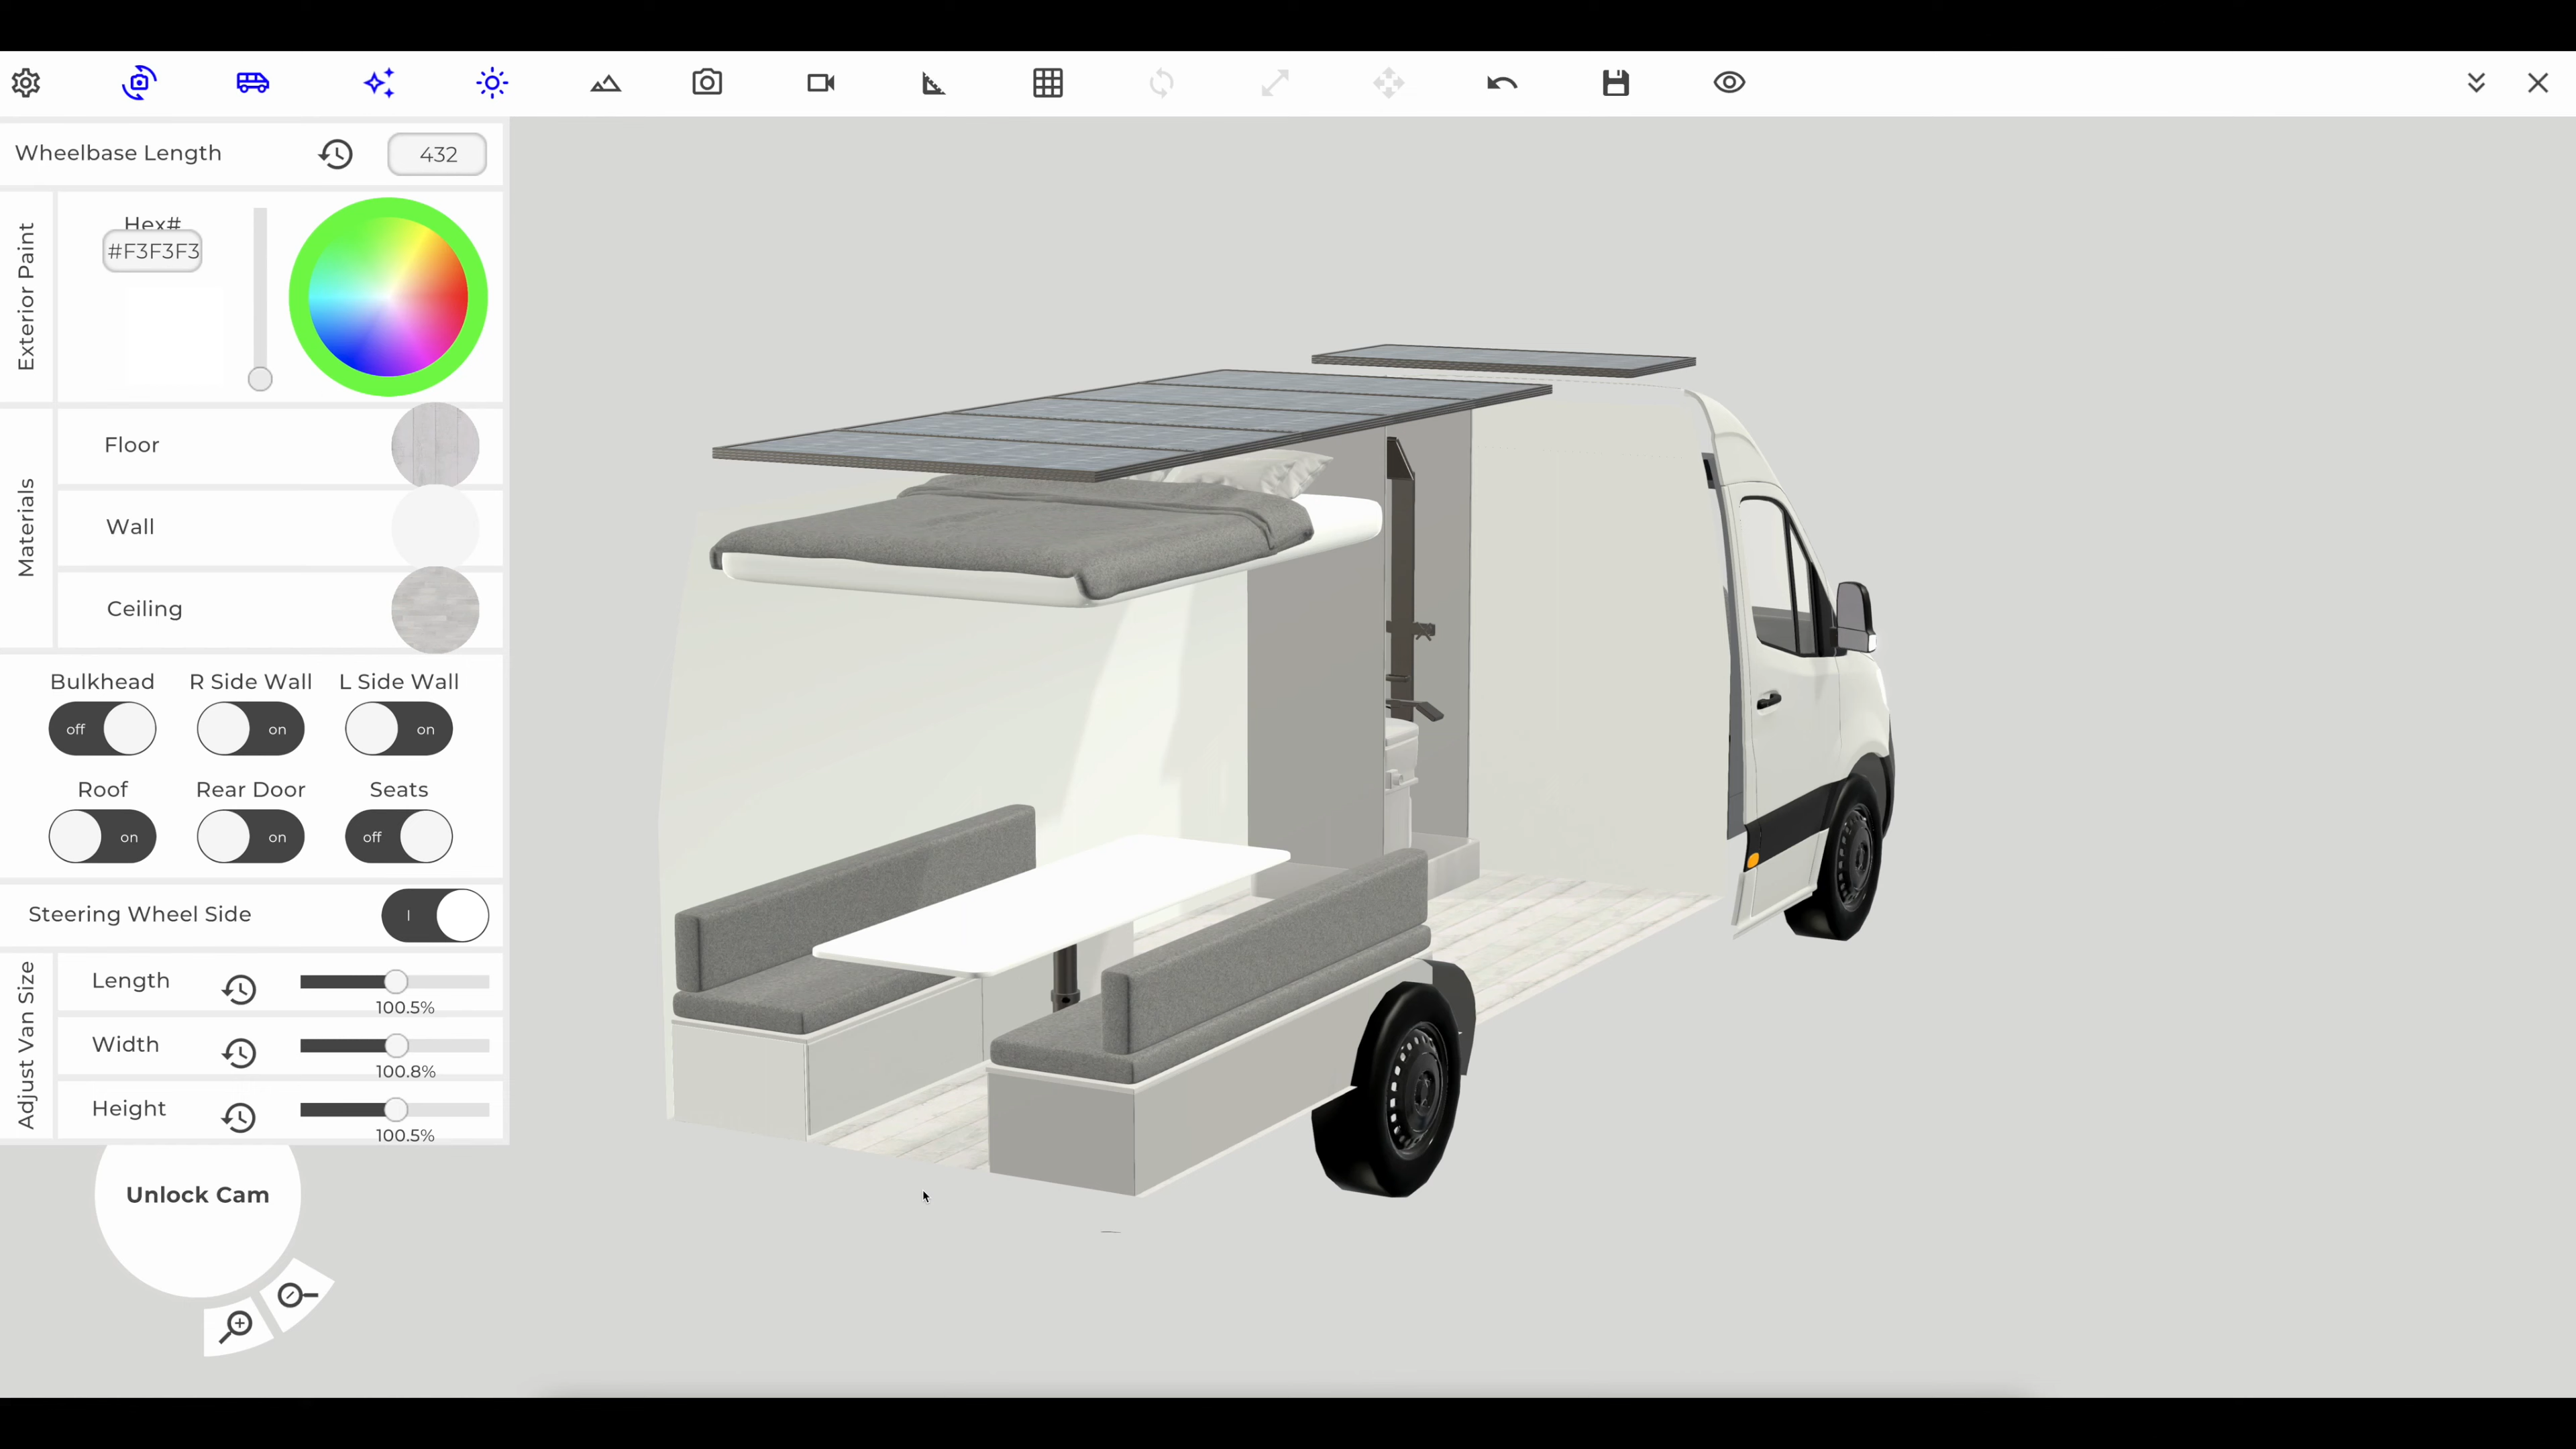 Wheelbase Length 432
Exterior Paint
Hex#
#F3F3F3
Materials
Floor
Wall
Ceiling
Bulkhead R Side Wall L Side Wall
off on on
Roof Rear Door Seats
on on off
Steering Wheel Side I
Adjust Van Size
Length
100.5%
Width
100.8%
Height
100.5%
Unlock Cam